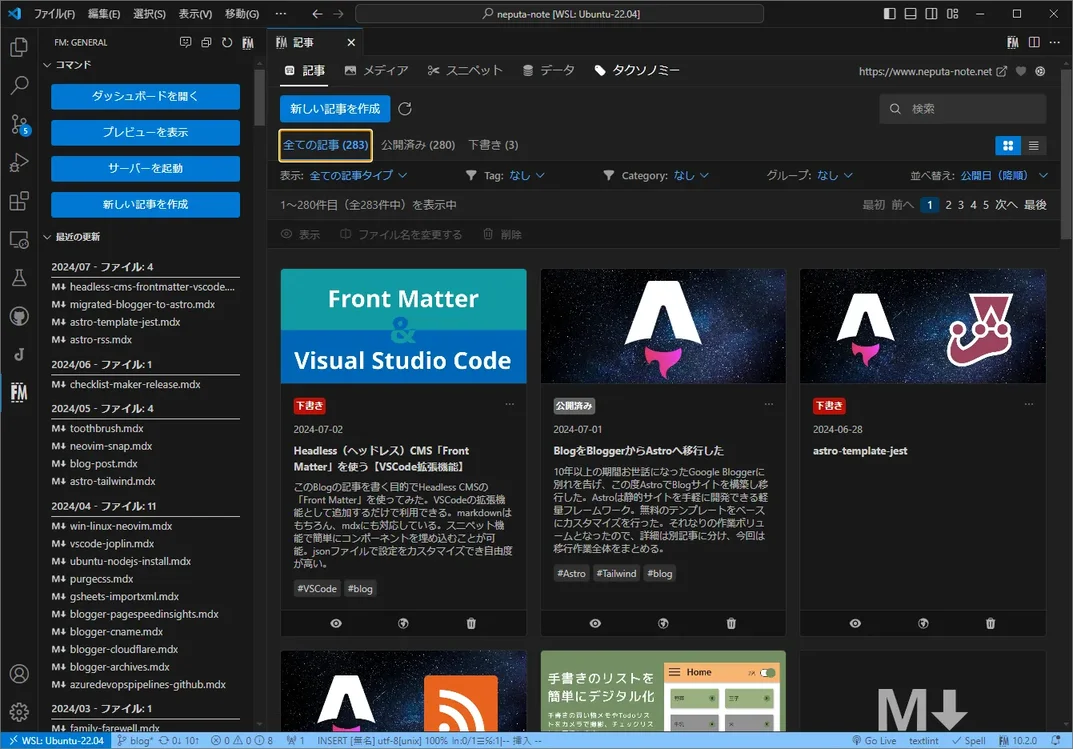 ファイル(F) 編集(E) 選択(S) 表示(V) 移動(G) ··· neputa-note [WSL: Ubuntu-22.04]
FM: GENERAL
コマンド
ダッシュボードを開く
プレビューを表示
サーバーを起動
新しい記事を作成
最近の更新
2024/07 - ファイル: 4
headless-cms-frontmatter-vscode....
migrated-blogger-to-astro.mdx
astro-template-jest.mdx
astro-rss.mdx
2024/06 - ファイル: 1
checklist-maker-release.mdx
2024/05 - ファイル: 4
toothbrush.mdx
neovim-snap.mdx
blog-post.mdx
astro-tailwind.mdx
2024/04 - ファイル: 11
win-linux-neovim.mdx
vscode-joplin.mdx
ubuntu-nodejs-install.mdx
purgecss.mdx
gsheets-importxml.mdx
blogger-pagespeedinsights.mdx
blogger-cname.mdx
blogger-cloudflare.mdx
blogger-archives.mdx
azuredevopspipelines-github.mdx
2024/03 - ファイル: 1
family-farewell.mdx
5
FM 記事
記事 メディア スニペット データ タクソノミー https://www.neputa-note.net
新しい記事を作成 検索
全ての記事 (283) 公開済み (280) 下書き (3)
表示: 全ての記事タイプ Tag: なし Category: なし グループ: なし 並べ替え: 公開日（降順）
1～280件目（全283件中）を表示中 最初 前へ 1 2 3 4 5 次へ 最後
表示 ファイル名を変更する 削除
Front Matter
&
Visual Studio Code
下書き
2024-07-02
Headless（ヘッドレス）CMS「Front
Matter」を使う【VSCode拡張機能】
このBlogの記事を書く目的でHeadless CMSの
「Front Matter」を使ってみた。VSCodeの拡張機
能として追加するだけで利用できる。markdownは
もちろん、mdxにも対応している。スニペット機
能で簡単にコンポーネントを埋め込むことが可
能。jsonファイルで設定をカスタマイズでき自由度
が高い。
#VSCode #blog
公開済み
2024-07-01
BlogをBloggerからAstroへ移行した
10年以上の期間お世話になったGoogle Bloggerに
別れを告げ、この度AstroでBlogサイトを構築し移
行した。Astroは静的サイトを手軽に開発できる軽
量フレームワーク。無料のテンプレートをベース
にカスタマイズを行った。それなりの作業ボリュ
ームとなったので、詳細は別記事に分け、今回は
移行作業全体をまとめる。
#Astro #Tailwind #blog
下書き
2024-06-28
astro-template-jest
手書きのリストを
簡単にデジタル化
手書きの買い物メモやTodoリスト
をカメラで撮影、チェックリス
Home
M
WSL: Ubuntu-22.04 blog* 0↓ 10↑ 0 0 8 1 INSERT [無名] utf-8[unix] 100% ln:0/1☰℅:1 -- 挿入 -- Go Live textlint Spell FM 10.2.0